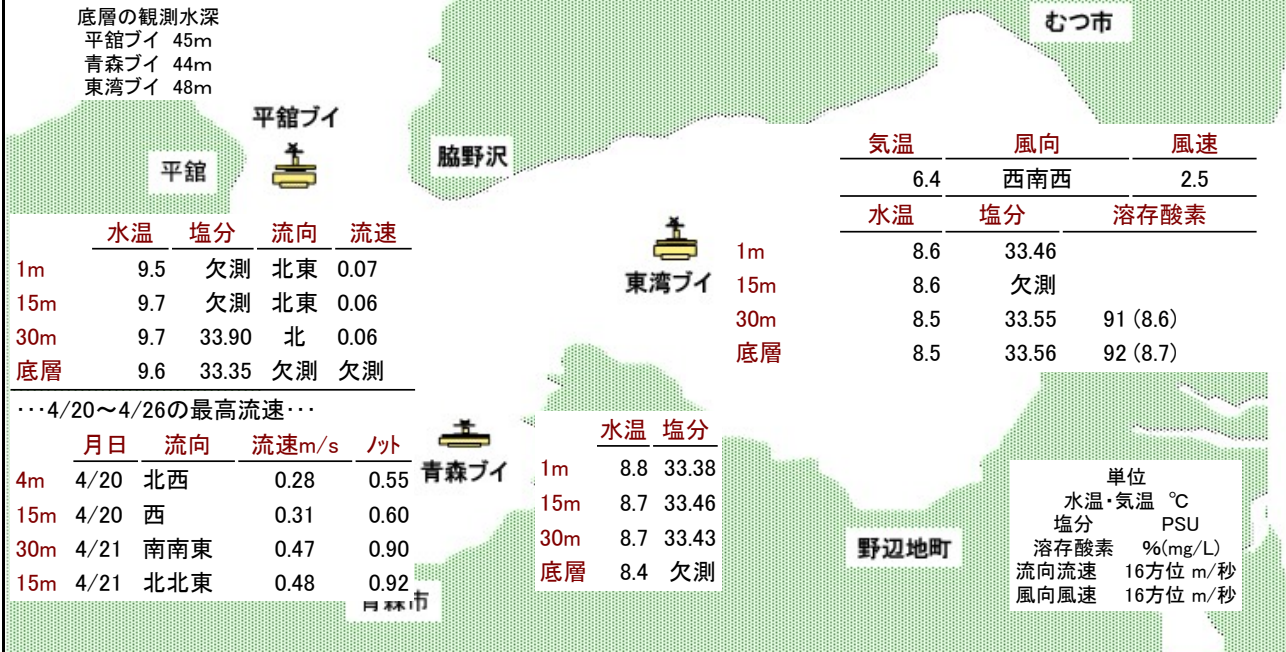 底層の観測水深
平舘ブイ 45m
青森ブイ 44m
東湾ブイ 48m
むつ市
平舘ブイ
平舘
脇野沢
気温 風向 風速
6.4 西南西 2.5
水温 塩分 溶存酸素
1m 8.6 33.46
15m 8.6 欠測
30m 8.5 33.55 91 (8.6)
底層 8.5 33.56 92 (8.7)
東湾ブイ
水温 塩分 流向 流速
1m 9.5 欠測 北東 0.07
15m 9.7 欠測 北東 0.06
30m 9.7 33.90 北 0.06
底層 9.6 33.35 欠測 欠測
･･･4/20～4/26の最高流速･･･
月日 流向 流速m/s ﾉｯﾄ
4m 4/20 北西 0.28 0.55
15m 4/20 西 0.31 0.60
30m 4/21 南南東 0.47 0.90
15m 4/21 北北東 0.48 0.92
青森ブイ
青森市
水温 塩分
1m 8.8 33.38
15m 8.7 33.46
30m 8.7 33.43
底層 8.4 欠測
野辺地町
単位
水温･気温 ℃
塩分 PSU
溶存酸素 %(mg/L)
流向流速 16方位 m/秒
風向風速 16方位 m/秒